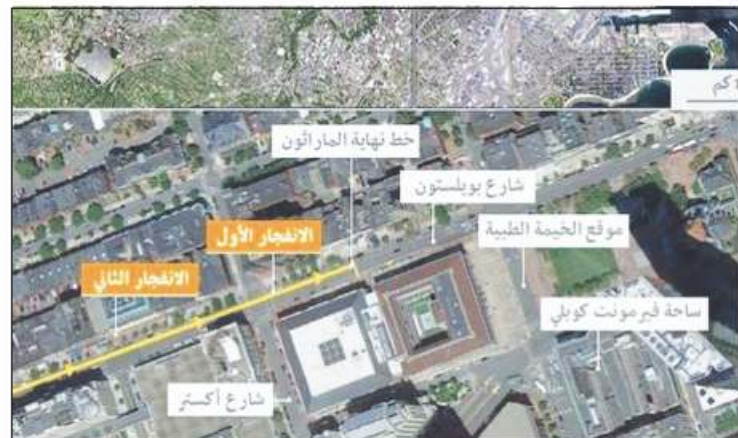 كم
خط نهاية الماراثون
شارع بويلستون
الانفجار الأول
موقع الخيمة الطبية
الانفجار الثاني
ساحة فيرمونت كوبلي
شارع أكستر